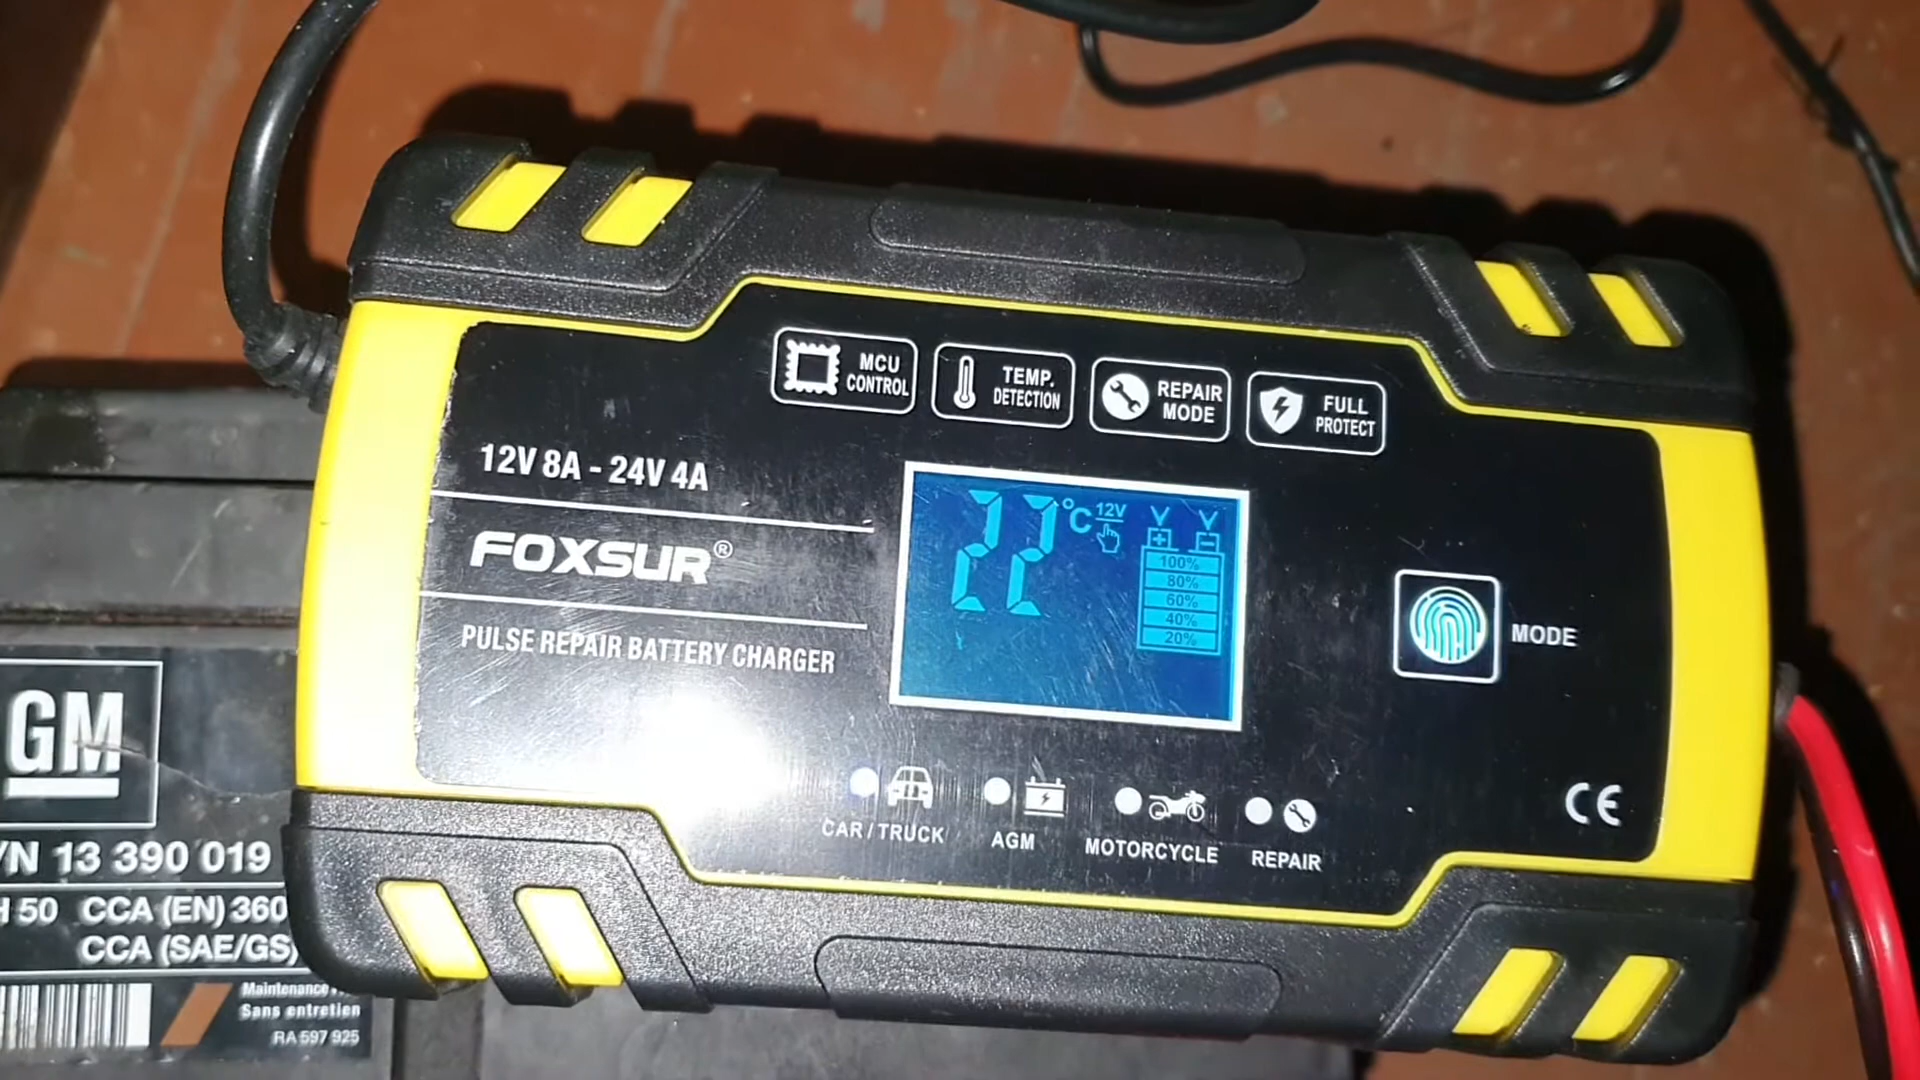 MCU
CONTROL
TEMP.
DETECTION
REPAIR
MODE
FULL
PROTECT
12V 8A - 24V 4A
FOXSUR®
PULSE REPAIR BATTERY CHARGER
22°C 12V
+ -
100%
80%
60%
40%
20%
MODE
CAR / TRUCK
AGM
MOTORCYCLE
REPAIR
CE
GM
/N 13 390 019
H 50 CCA (EN) 360
CCA (SAE/GS)
Maintenance
Sans entretien
RA 597 925